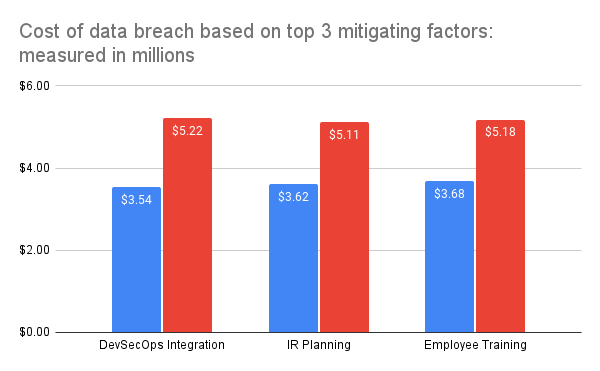 Cost of data breach based on top 3 mitigating factors:
measured in millions
$6.00
$4.00
$2.00
$0.00
$3.54
$5.22
$3.62
$5.11
$3.68
$5.18
DevSecOps Integration
IR Planning
Employee Training